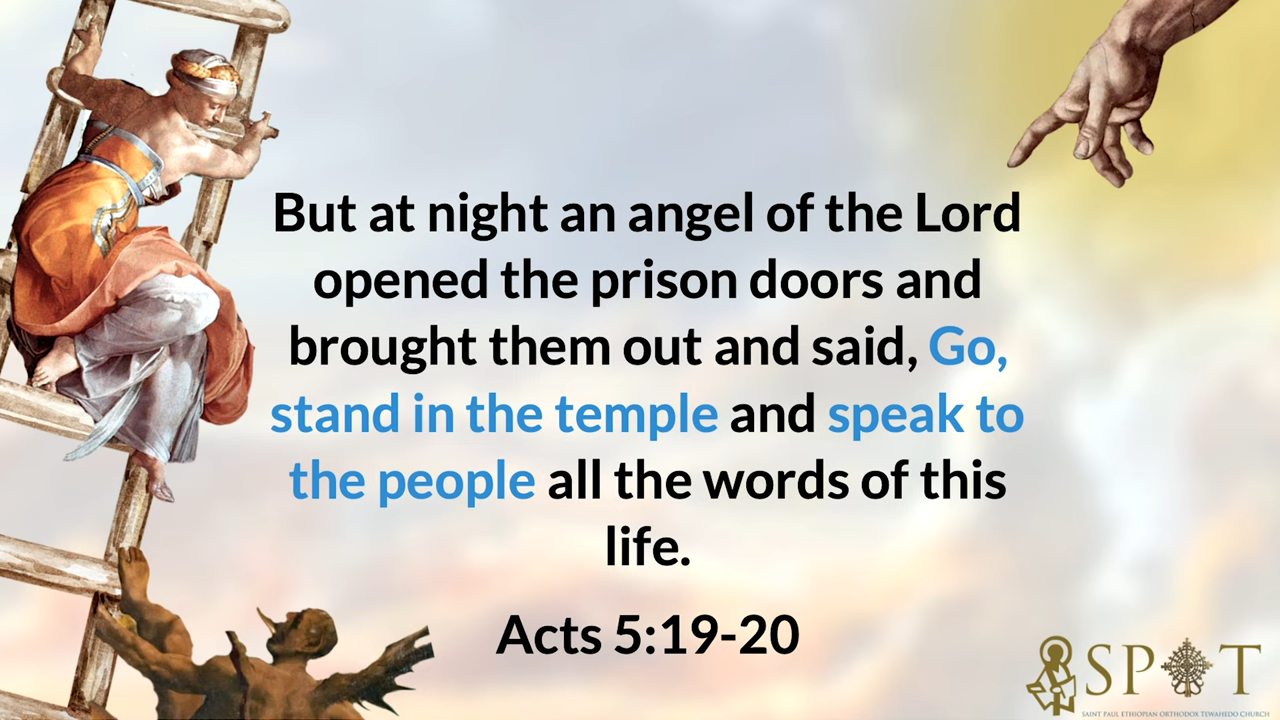 But at night an angel of the Lord
opened the prison doors and
brought them out and said, Go,
stand in the temple and speak to
the people all the words of this
life.
Acts 5:19-20
SPOT
SAINT PAUL ETHIOPIAN ORTHODOX TEWAHEDO CHURCH